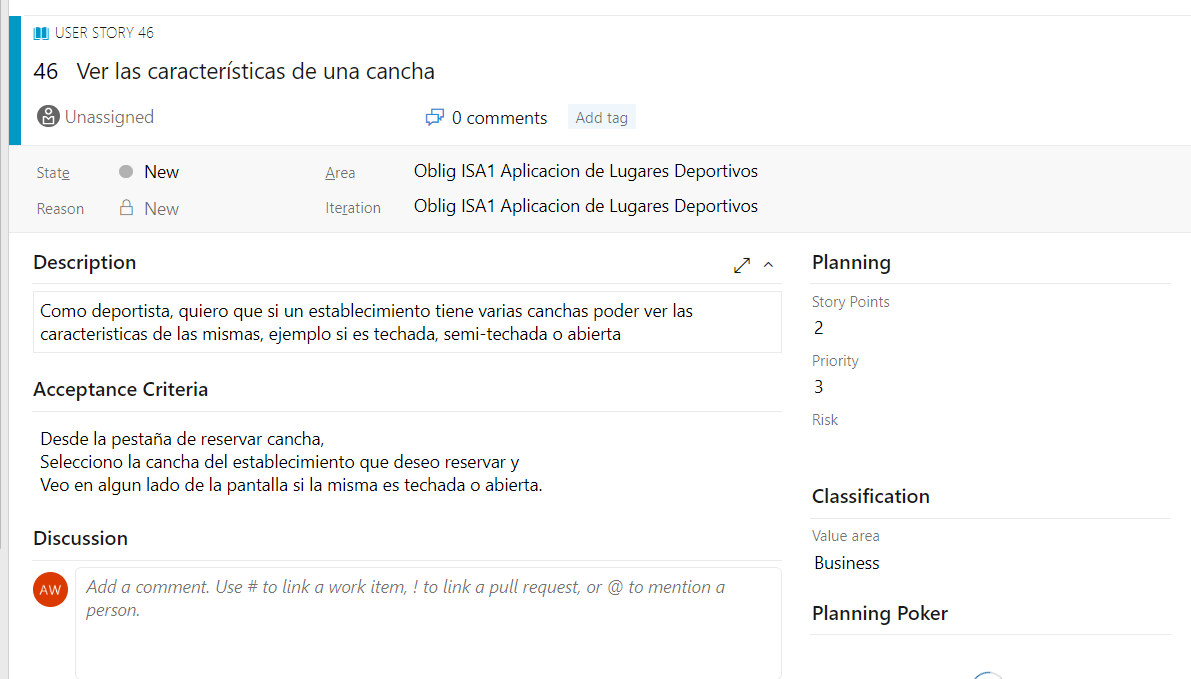 USER STORY 46
46 Ver las características de una cancha
Unassigned
0 comments
Add tag
State
New
Area
Oblig ISA1 Aplicacion de Lugares Deportivos
Reason
New
Iteration
Oblig ISA1 Aplicacion de Lugares Deportivos
Description
Como deportista, quiero que si un establecimiento tiene varias canchas poder ver las
caracteristicas de las mismas, ejemplo si es techada, semi-techada o abierta
Acceptance Criteria
Desde la pestaña de reservar cancha,
Selecciono la cancha del establecimiento que deseo reservar y
Veo en algun lado de la pantalla si la misma es techada o abierta.
Discussion
AW
Add a comment. Use # to link a work item, ! to link a pull request, or @ to mention a
person.
Planning
Story Points
2
Priority
3
Risk
Classification
Value area
Business
Planning Poker